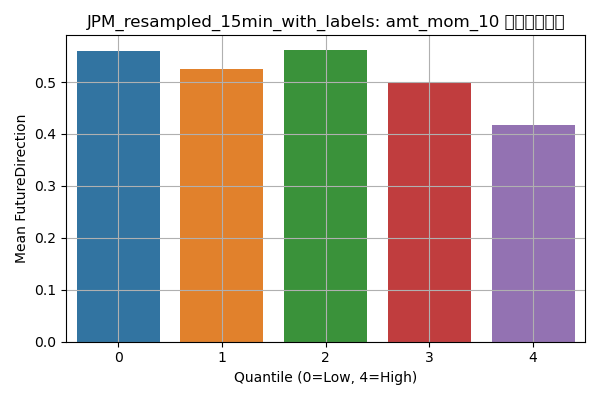 JPM_resampled_15min_with_labels: amt_mom_10
Mean FutureDirection
0.5
0.4
0.3
0.2
0.1
0.0
0 1 2 3 4
Quantile (0=Low, 4=High)